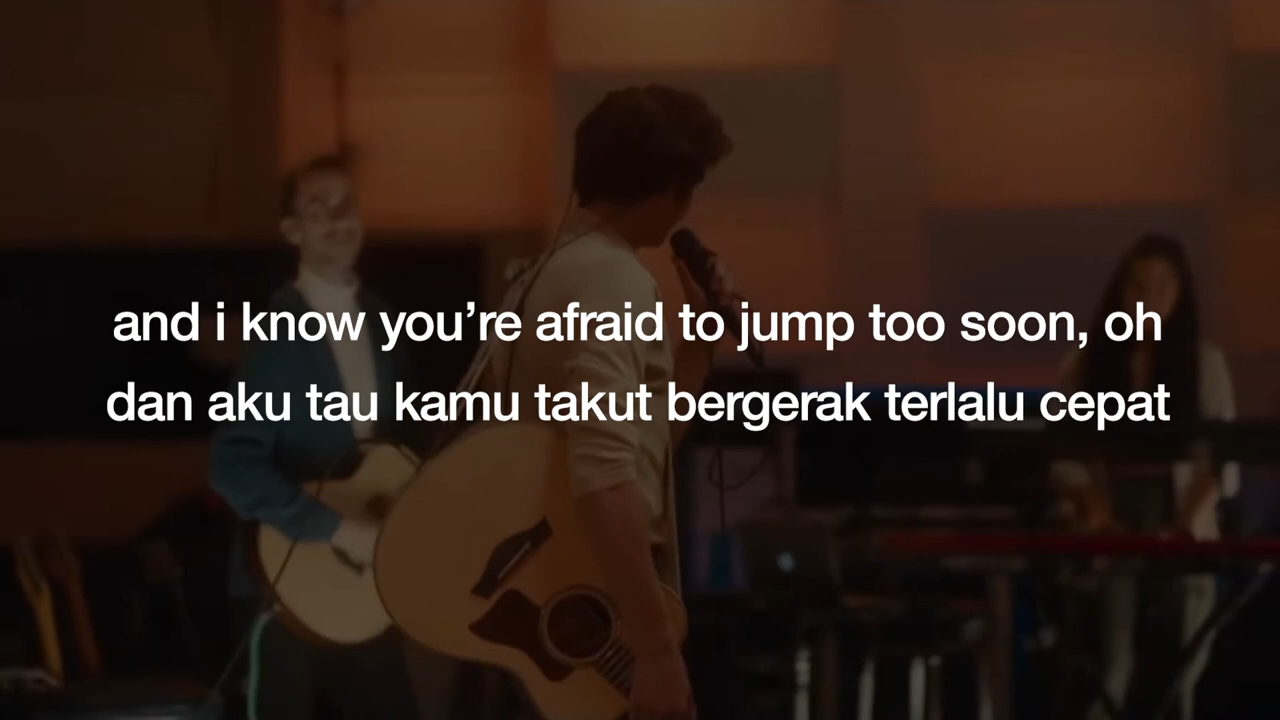 and i know you’re afraid to jump too soon, oh
dan aku tau kamu takut bergerak terlalu cepat